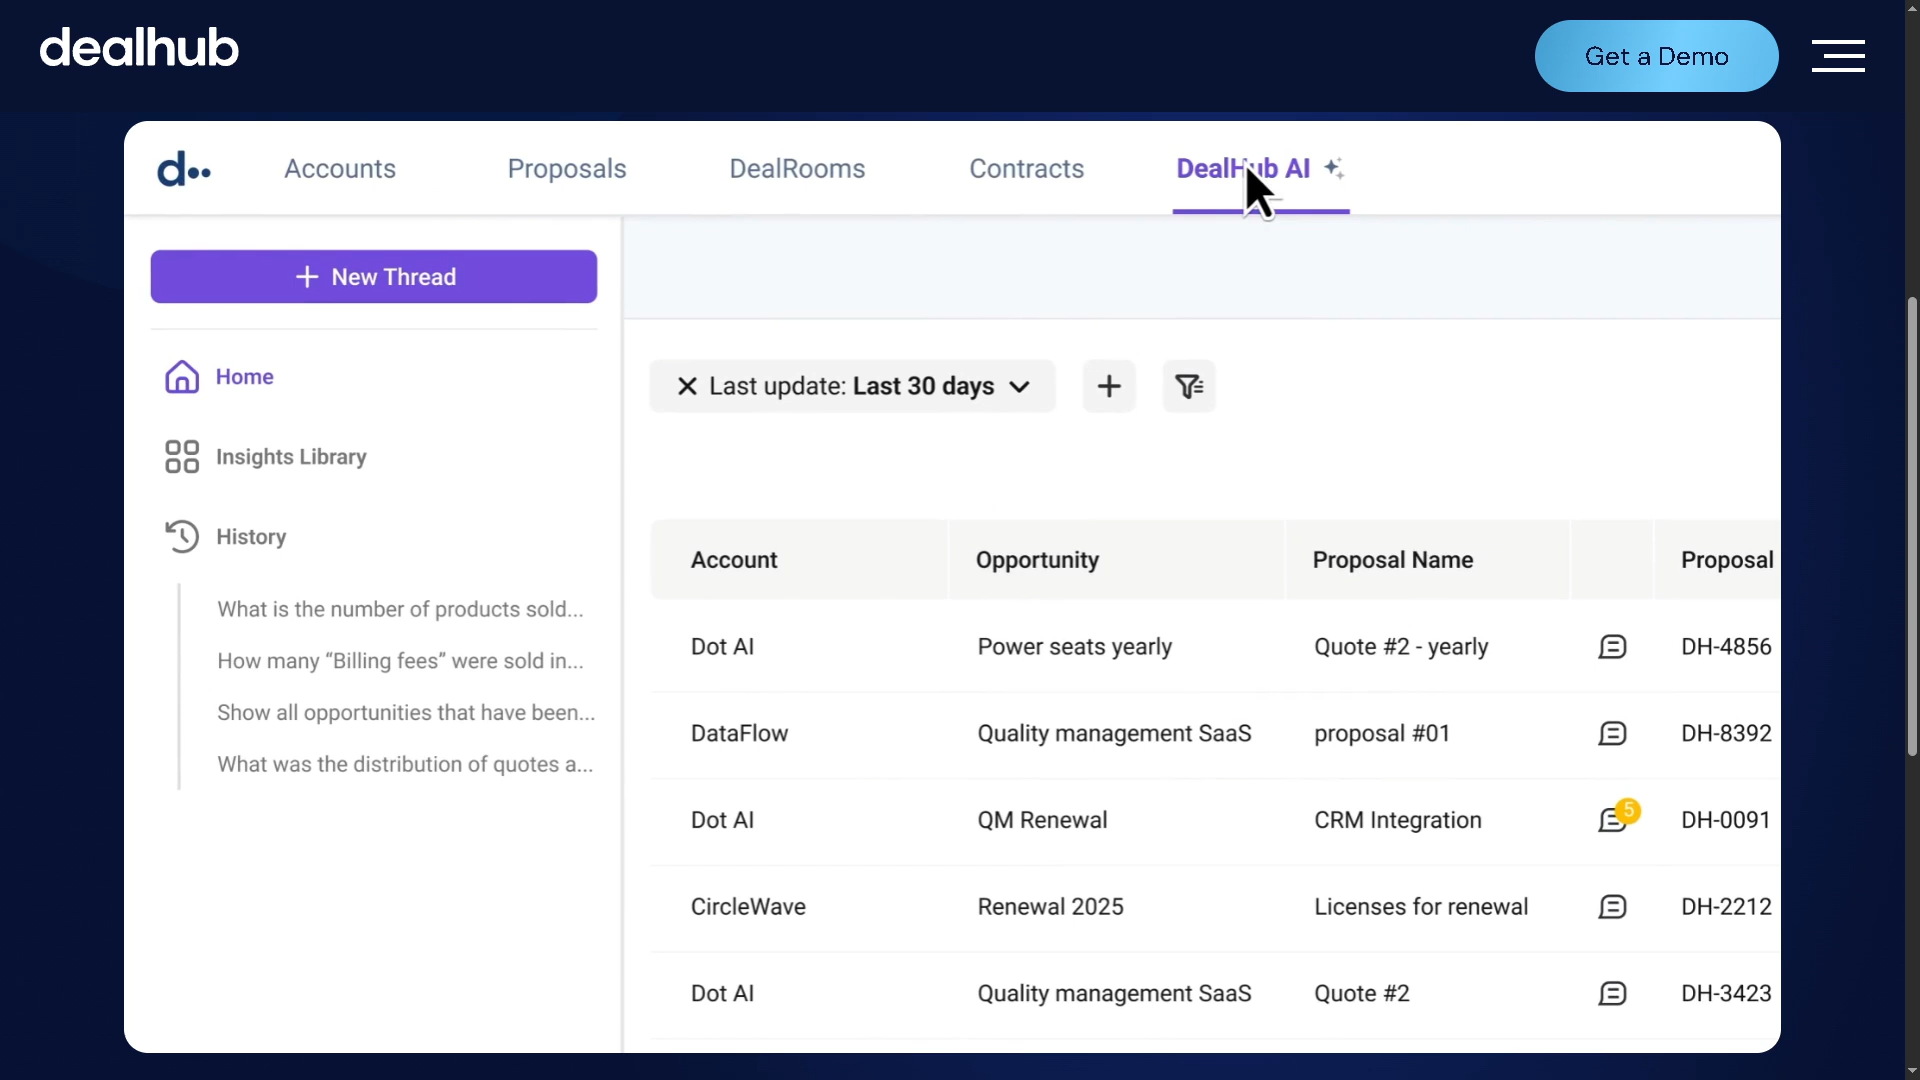 dealhub
Get a Demo
d
Accounts Proposals DealRooms Contracts DealHub AI
New Thread
Home
Insights Library
History
What is the number of products sold...
How many “Billing fees” were sold in...
Show all opportunities that have been...
What was the distribution of quotes a...
Last update: Last 30 days
Account Opportunity Proposal Name Proposal
Dot AI Power seats yearly Quote #2 - yearly DH-4856
DataFlow Quality management SaaS proposal #01 DH-8392
Dot AI QM Renewal CRM Integration 5 DH-0091
CircleWave Renewal 2025 Licenses for renewal DH-2212
Dot AI Quality management SaaS Quote #2 DH-3423